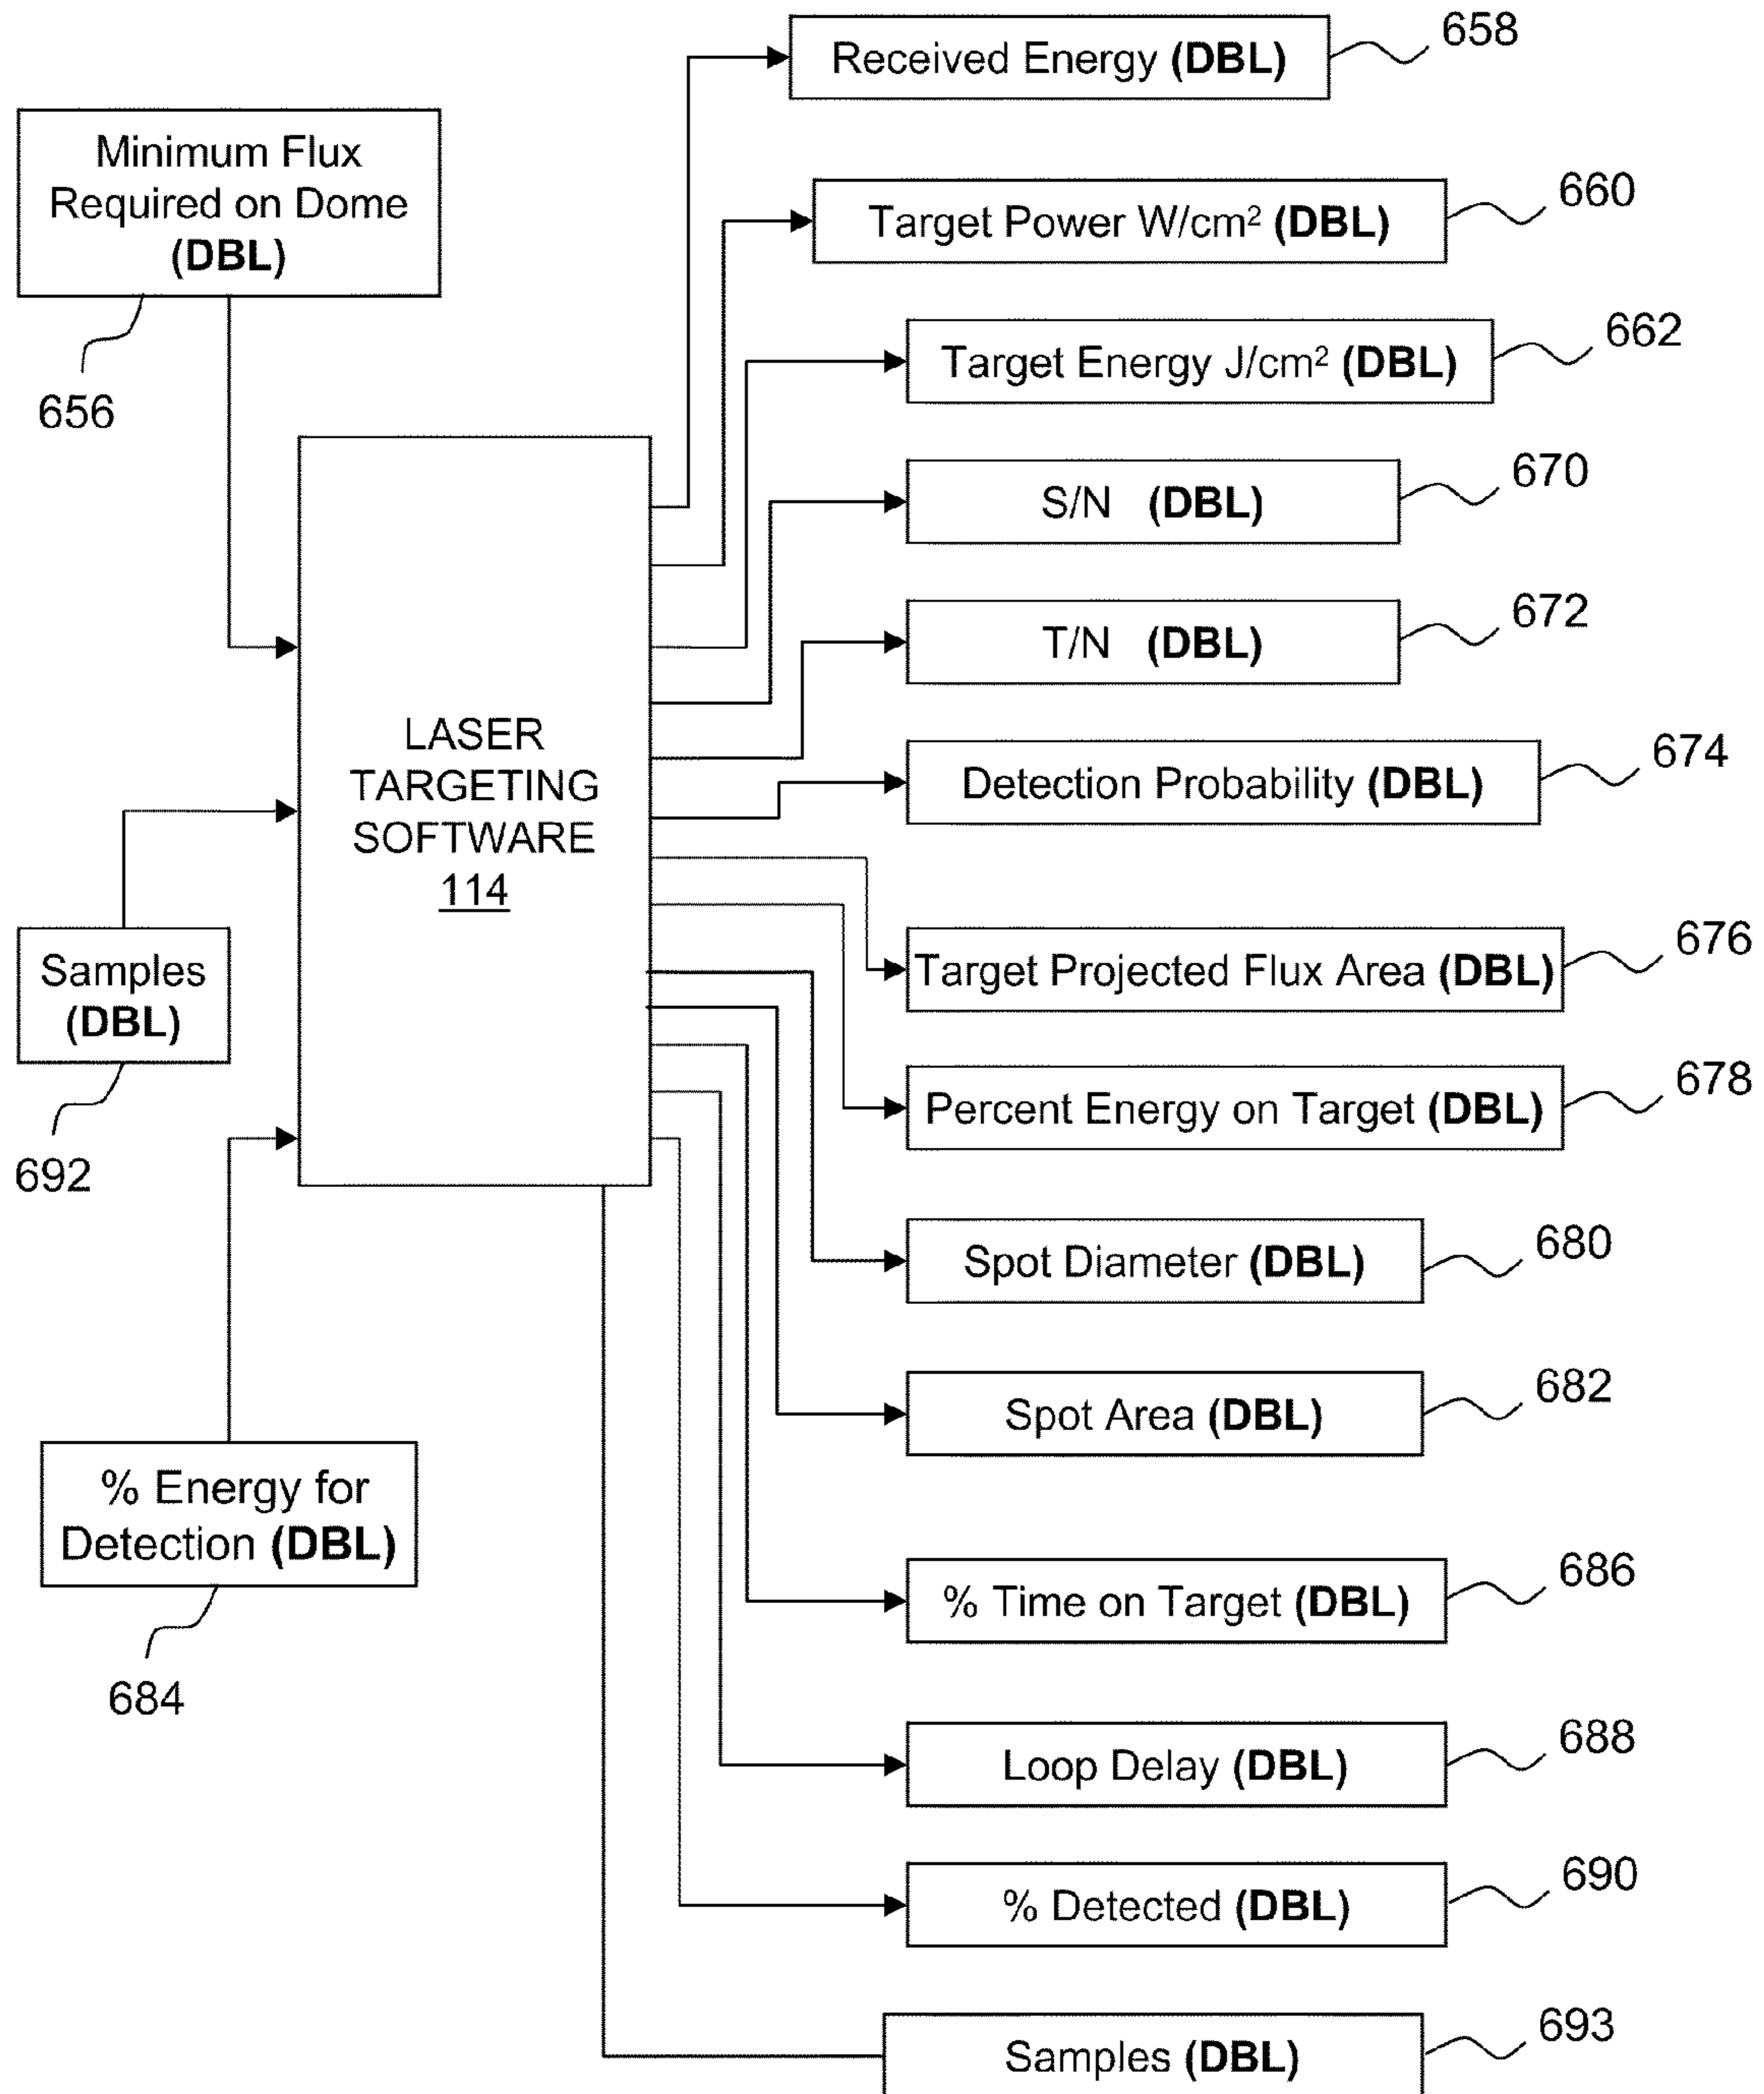 Received Energy (DBL)
658
Minimum Flux
Required on Dome
(DBL)
656
Target Power W/cm² (DBL)
660
Target Energy J/cm² (DBL)
662
S/N (DBL)
670
T/N (DBL)
672
LASER
TARGETING
SOFTWARE
114
Detection Probability (DBL)
674
Samples
(DBL)
692
Target Projected Flux Area (DBL)
676
Percent Energy on Target (DBL)
678
Spot Diameter (DBL)
680
Spot Area (DBL)
682
% Energy for
Detection (DBL)
684
% Time on Target (DBL)
686
Loop Delay (DBL)
688
% Detected (DBL)
690
Samples (DBL)
693